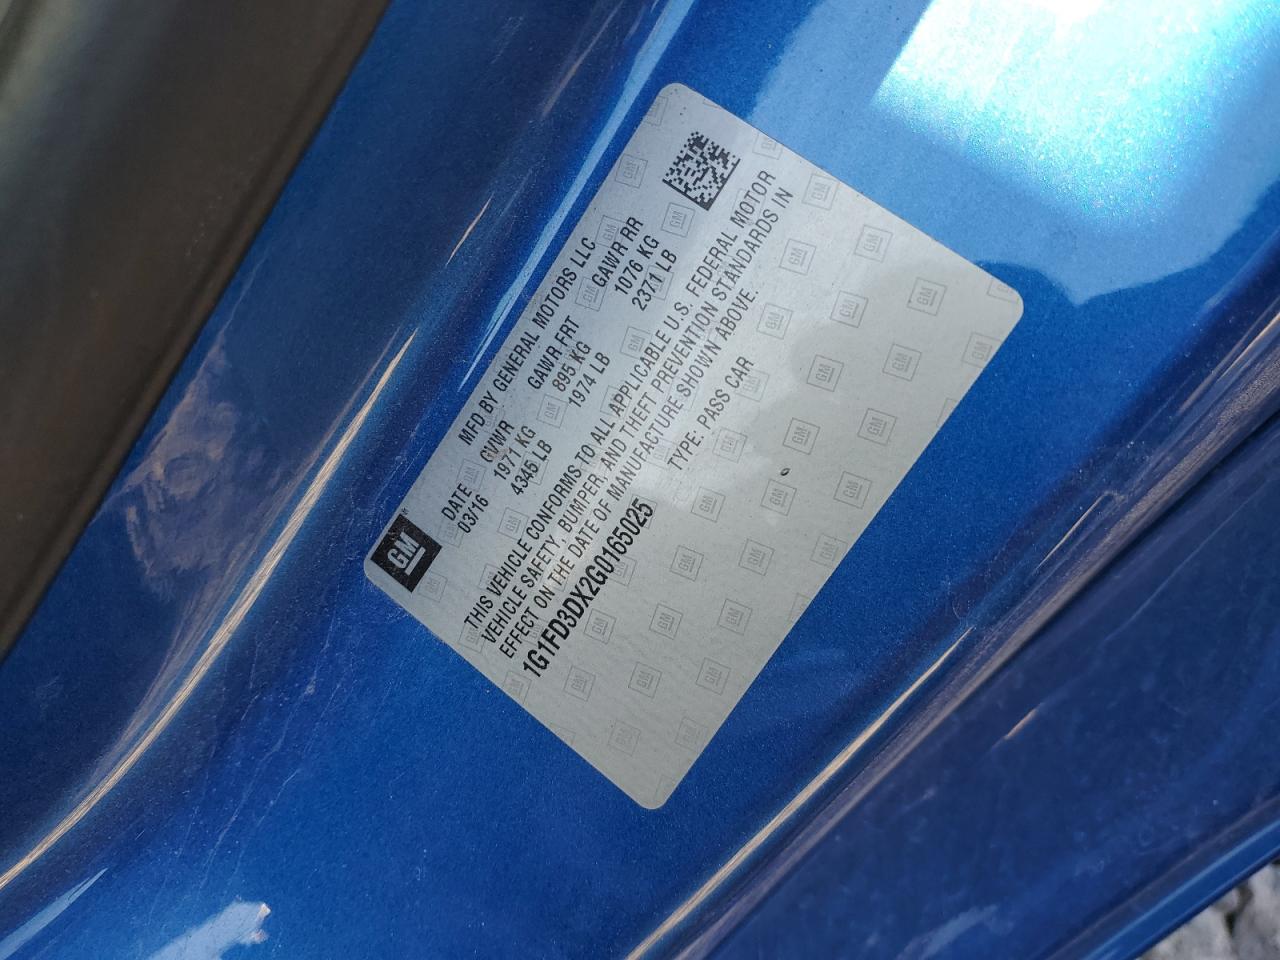 GM
MFD BY GENERAL MOTORS LLC
DATE GVWR GAWR FRT GAWR RR
03/16 1971 KG 895 KG 1076 KG
4345 LB 1974 LB 2371 LB
THIS VEHICLE CONFORMS TO ALL APPLICABLE U.S. FEDERAL MOTOR
VEHICLE SAFETY, BUMPER, AND THEFT PREVENTION STANDARDS IN
EFFECT ON THE DATE OF MANUFACTURE SHOWN ABOVE.
1G1FD3DX2G0165025 TYPE: PASS CAR